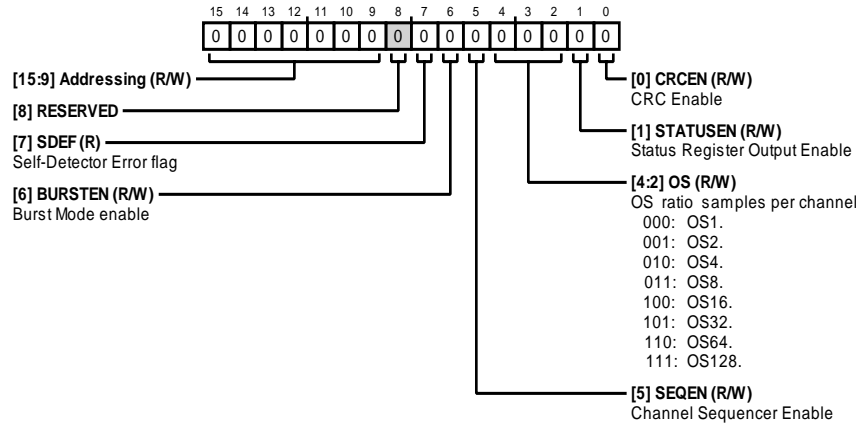 15 14 13 12 11 10 9 8 7 6 5 4 3 2 1 0
0 0 0 0 0 0 0 0 0 0 0 0 0 0 0 0
[15:9] Addressing (R/W)
[8] RESERVED
[7] SDEF (R)
Self-Detector Error flag
[6] BURSTEN (R/W)
Burst Mode enable
[0] CRCEN (R/W)
CRC Enable
[1] STATUSEN (R/W)
Status Register Output Enable
[4:2] OS (R/W)
OS ratio samples per channel
000: OS1.
001: OS2.
010: OS4.
011: OS8.
100: OS16.
101: OS32.
110: OS64.
111: OS128.
[5] SEQEN (R/W)
Channel Sequencer Enable